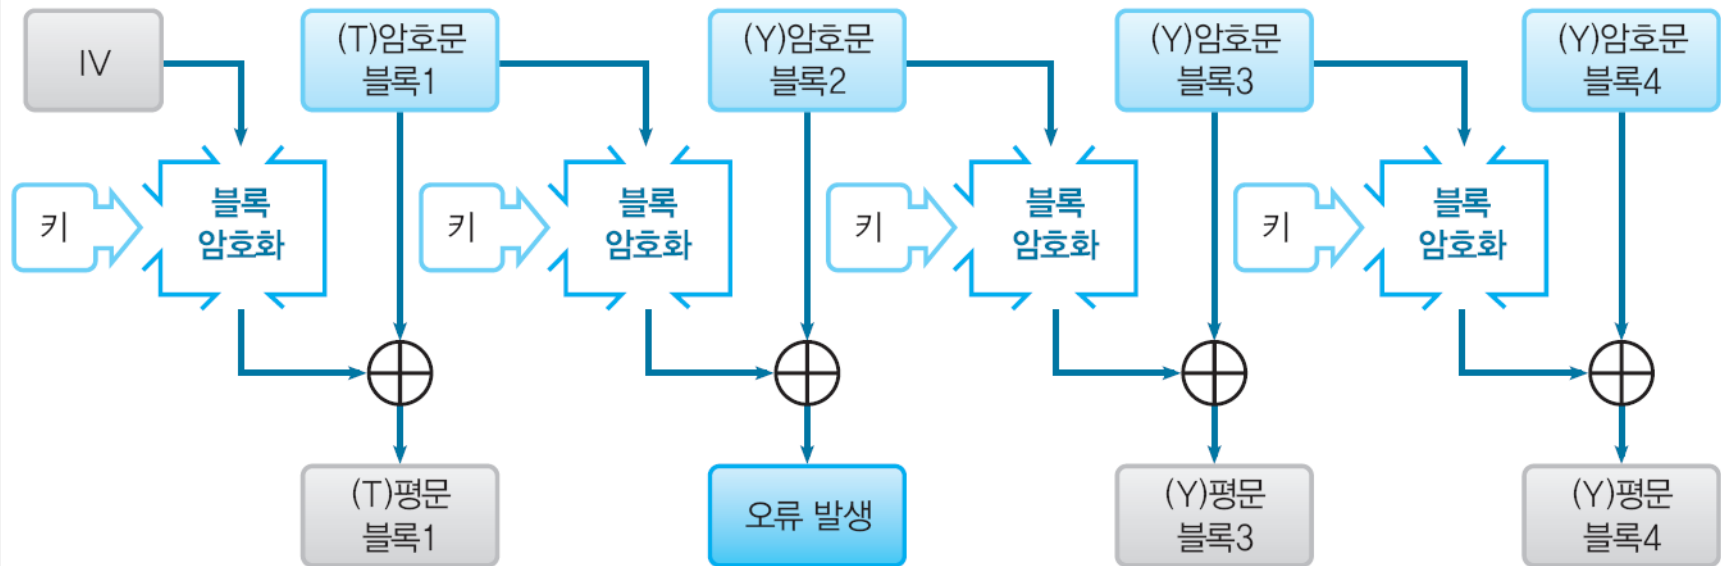 IV
(T)암호문
블록1
(Y)암호문
블록2
(Y)암호문
블록3
(Y)암호문
블록4
키
블록
암호화
키
블록
암호화
키
블록
암호화
키
블록
암호화
(T)평문
블록1
오류 발생
(Y)평문
블록3
(Y)평문
블록4